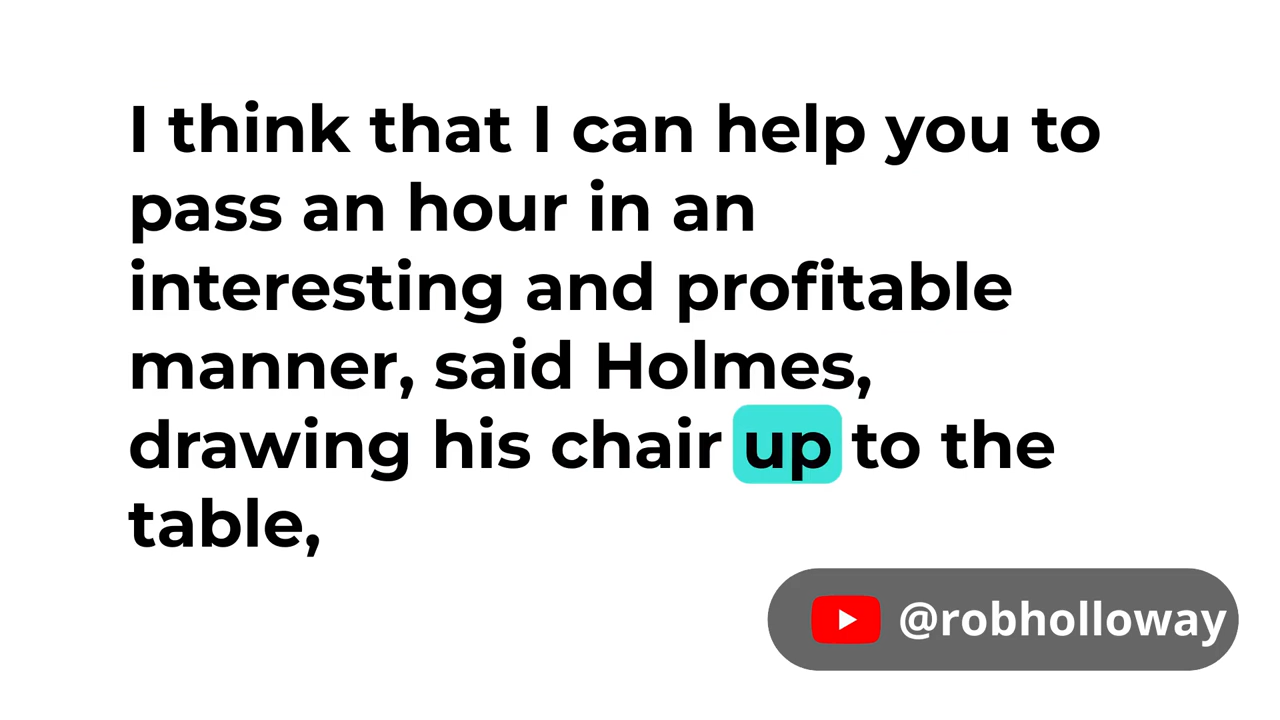 I think that I can help you to
pass an hour in an
interesting and profitable
manner, said Holmes,
drawing his chair up to the
table,
@robholloway